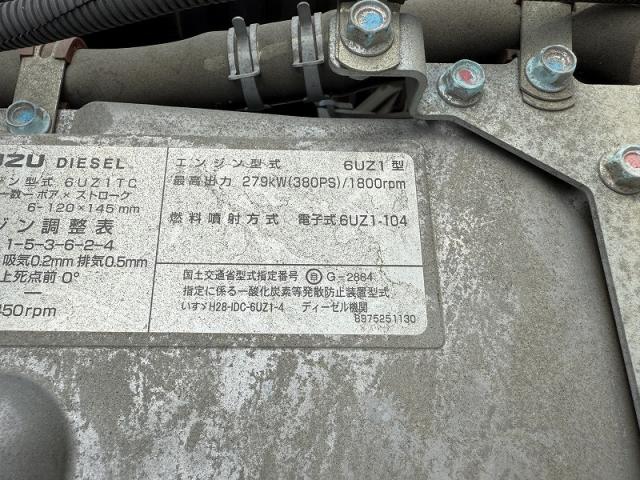 UZU DIESEL
ン型式 6UZ1TC
数-ボア×ストローク
6-120×145mm
ジン調整表
1-5-3-6-2-4
吸気0.2mm 排気0.5mm
上死点前 0°
450rpm
エンジン型式 6UZ1型
最高出力 279kW(380PS)/1800rpm
燃料噴射方式 電子式6UZ1-104
国土交通省型式指定番号 自 G-2884
指定に係る一酸化炭素等発散防止装置型式
いすゞH28-IDC-6UZ1-4 ディーゼル機関
8975251130